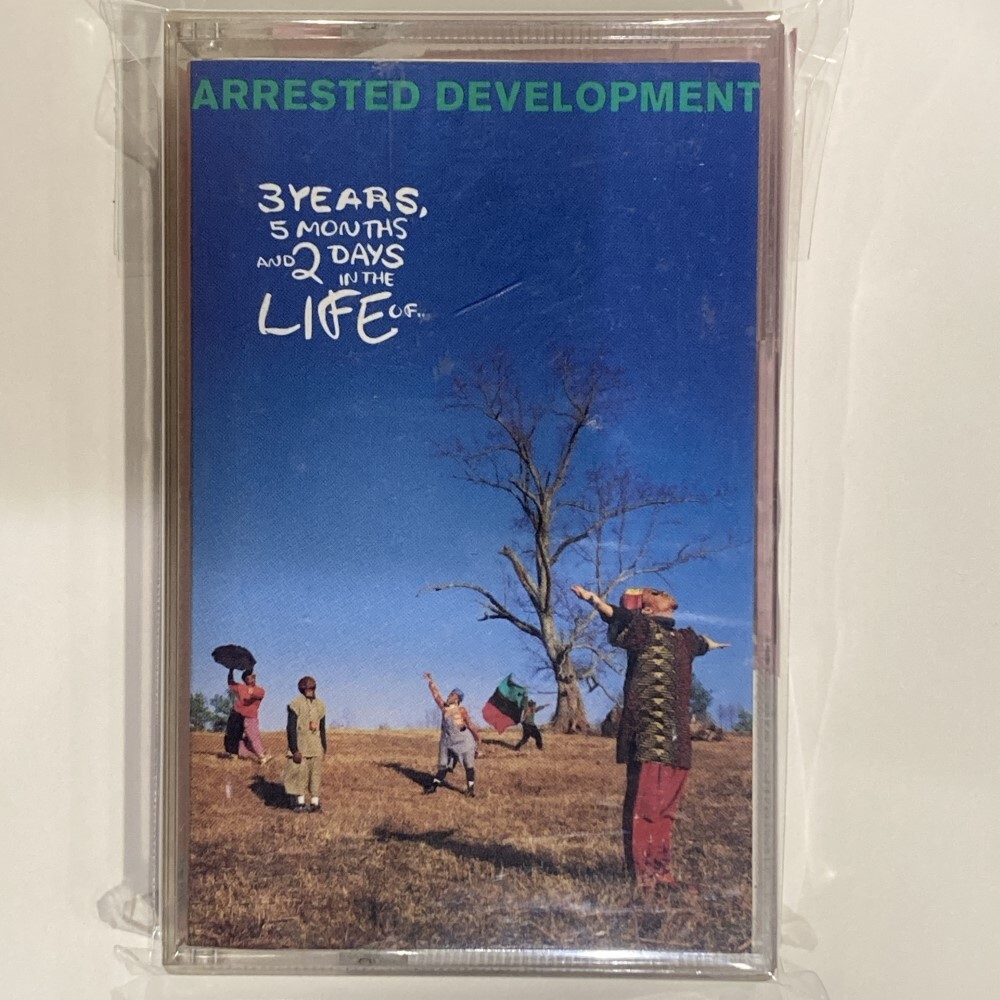 ARRESTED DEVELOPMENT
3 YEARS,
5 MONTHS
AND 2 DAYS
IN THE
LIFE OF..